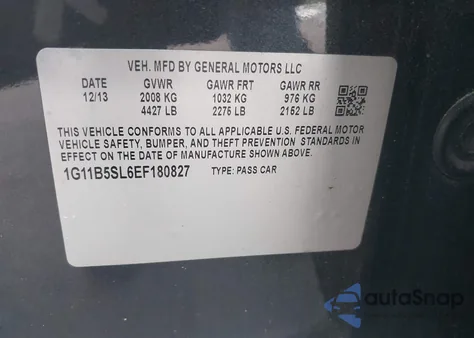 VEH. MFD BY GENERAL MOTORS LLC
DATE GVWR GAWR FRT GAWR RR
12/13 2008 KG 1032 KG 976 KG
4427 LB 2275 LB 2152 LB
THIS VEHICLE CONFORMS TO ALL APPLICABLE U.S. FEDERAL MOTOR
VEHICLE SAFETY, BUMPER, AND THEFT PREVENTION STANDARDS
IN EFFECT ON THE DATE OF MANUFACTURE SHOWN ABOVE.
1G11B5SL6EF180827 TYPE: PASS CAR
autoSnap